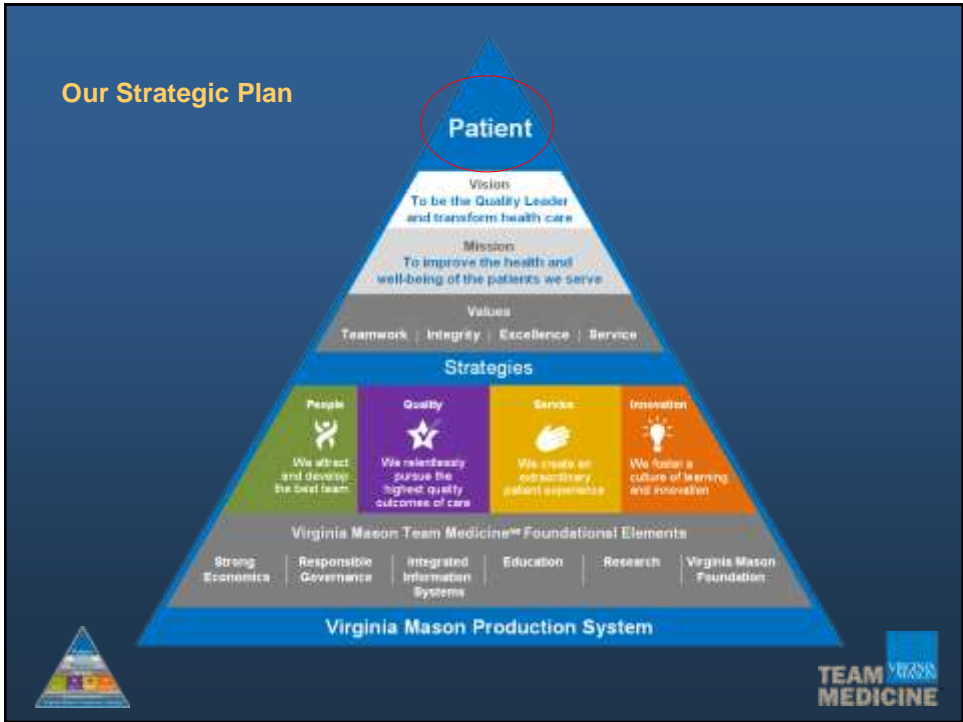 Our Strategic Plan
Patient
Vision
To be the Quality Leader
and transform health care
Mission
To improve the health and
well-being of the patients we serve
Values
Teamwork | Integrity | Excellence | Service
Strategies
People
We attract
and develop
the best team
Quality
We relentlessly
pursue the
highest quality
outcomes of care
Service
We create an
extraordinary
patient experience
Innovation
We foster a
culture of learning
and innovation
Virginia Mason Team Medicine℠ Foundational Elements
Strong
Economics
Responsible
Governance
Integrated
Information
Systems
Education
Research
Virginia Mason
Foundation
Virginia Mason Production System
TEAM
MEDICINE
VIRGINIA
MASON